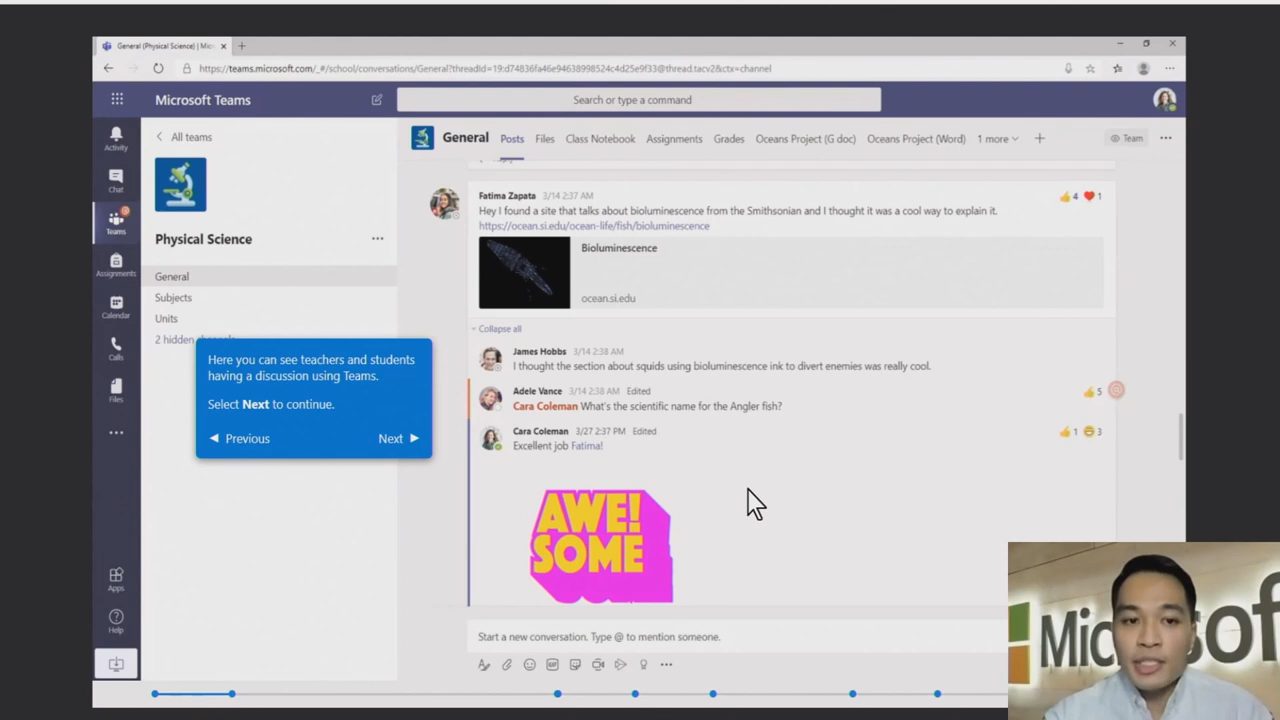 General (Physical Science) | Micr
https://teams.microsoft.com/_#/school/conversations/General?threadId=19:d74836fa46e94638998524c4d25e9f33@thread.tacv2&ctx=channel
Microsoft Teams
Search or type a command
Activity
Chat
Teams
Assignments
Calendar
Calls
Files
Apps
Help
All teams
Physical Science
General
Subjects
Units
2 hidden
Here you can see teachers and students
having a discussion using Teams.
Select Next to continue.
Previous Next
General Posts Files Class Notebook Assignments Grades Oceans Project (G doc) Oceans Project (Word) 1 more Team
Fatima Zapata 3/14 2:37 AM 4 1
Hey I found a site that talks about bioluminescence from the Smithsonian and I thought it was a cool way to explain it.
https://ocean.si.edu/ocean-life/fish/bioluminescence
Bioluminescence
ocean.si.edu
Collapse all
James Hobbs 3/14 2:38 AM
I thought the section about squids using bioluminescence ink to divert enemies was really cool.
Adele Vance 3/14 2:38 AM Edited 5
Cara Coleman What's the scientific name for the Angler fish?
Cara Coleman 3/27 2:37 PM Edited 1 3
Excellent job Fatima!
AWE!
SOME
Start a new conversation. Type @ to mention someone.
GIF
Mic soft